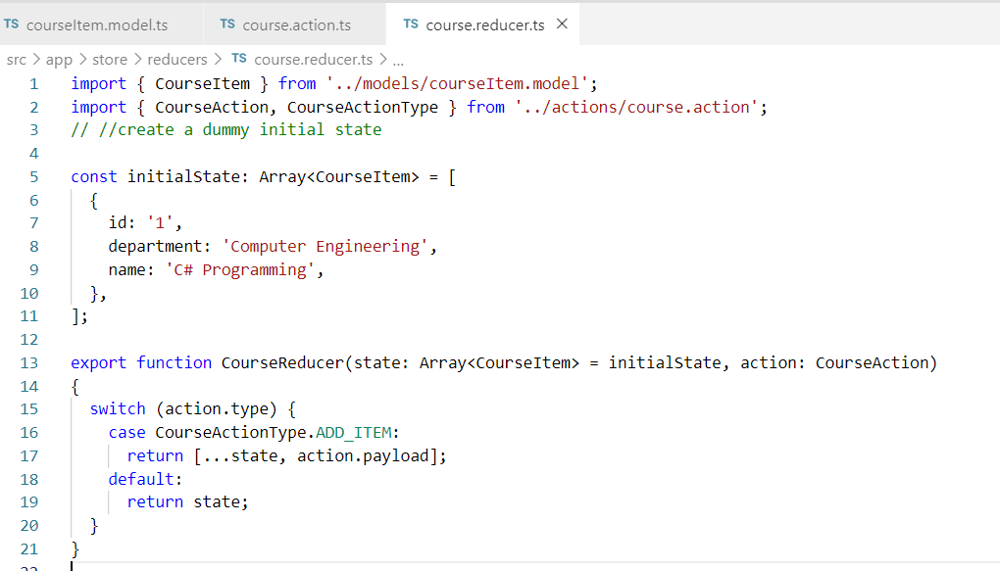 TS courseItem.model.ts TS course.action.ts TS course.reducer.ts ×
src > app > store > reducers > TS course.reducer.ts > ...
1 import { CourseItem } from '../models/courseItem.model';
2 import { CourseAction, CourseActionType } from '../actions/course.action';
3 // //create a dummy initial state
4
5 const initialState: Array<CourseItem> = [
6   {
7     id: '1',
8     department: 'Computer Engineering',
9     name: 'C# Programming',
10   },
11 ];
12
13 export function CourseReducer(state: Array<CourseItem> = initialState, action: CourseAction)
14 {
15   switch (action.type) {
16     case CourseActionType.ADD_ITEM:
17       return [...state, action.payload];
18     default:
19       return state;
20   }
21 }
22